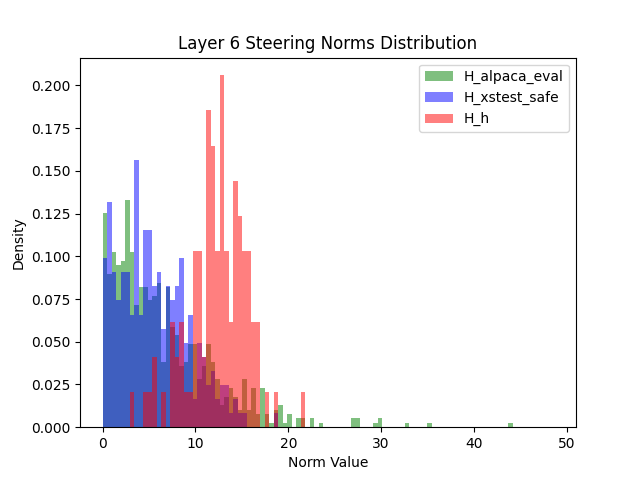 Layer 6 Steering Norms Distribution
H_alpaca_eval
H_xstest_safe
H_h
Density
0.200
0.175
0.150
0.125
0.100
0.075
0.050
0.025
0.000
0 10 20 30 40 50
Norm Value